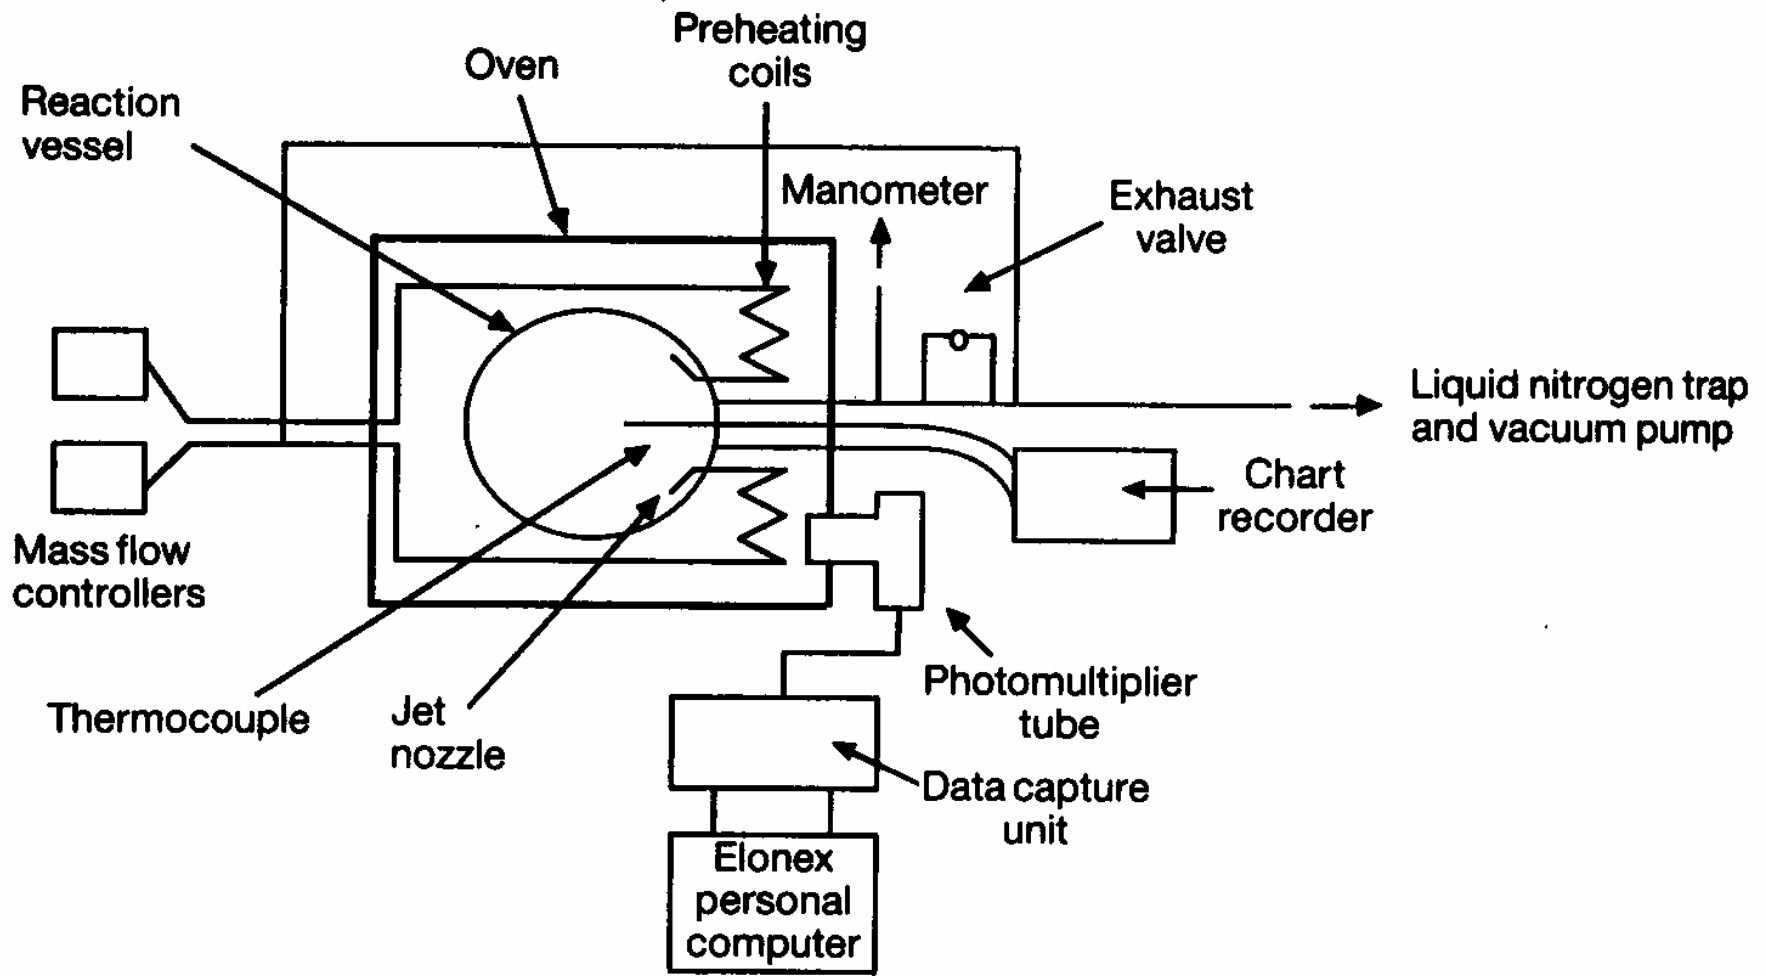 Preheating
coils
Oven
Reaction
vessel
Manometer
Exhaust
valve
Liquid nitrogen trap
and vacuum pump
Chart
recorder
Mass flow
controllers
Thermocouple
Jet
nozzle
Photomultiplier
tube
Data capture
unit
Elonex
personal
computer